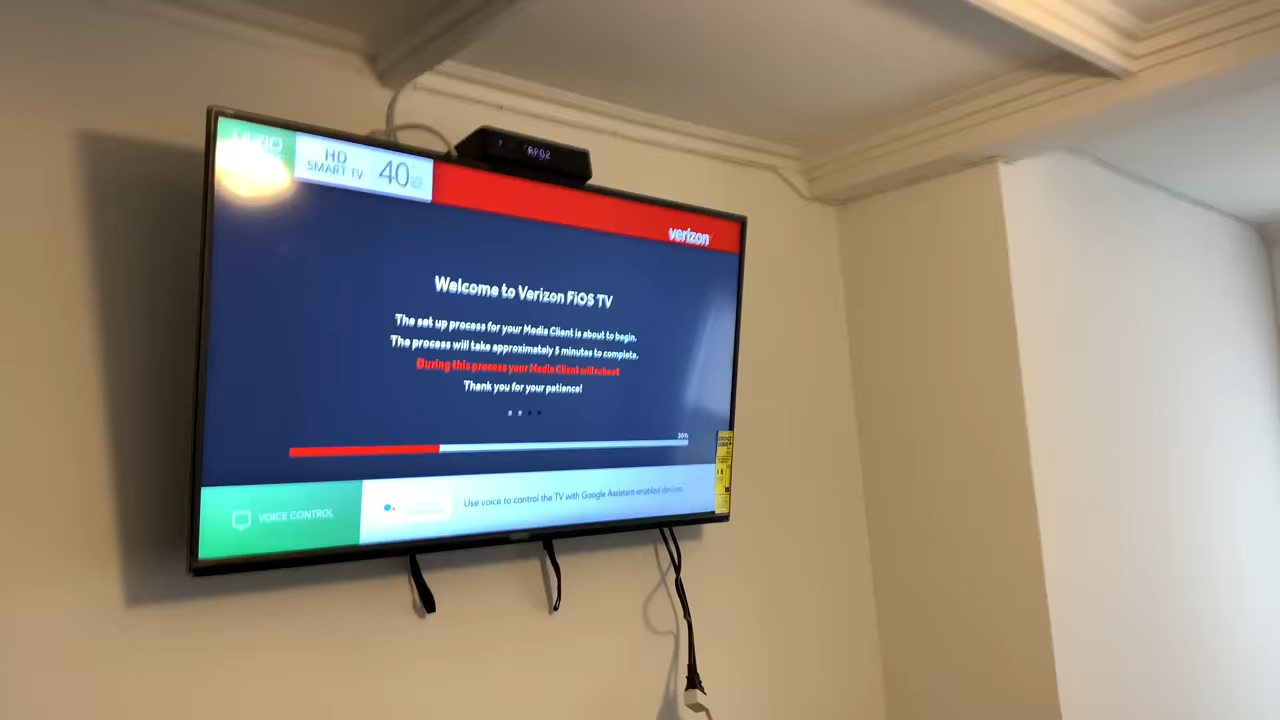 VIZIO
HD
SMART TV
40
verizon
Welcome to Verizon FiOS TV
The set up process for your Media Client is about to begin.
The process will take approximately 5 minutes to complete.
During this process your Media Client will reboot
Thank you for your patience!
VOICE CONTROL
Use voice to control the TV with Google Assistant-enabled devices